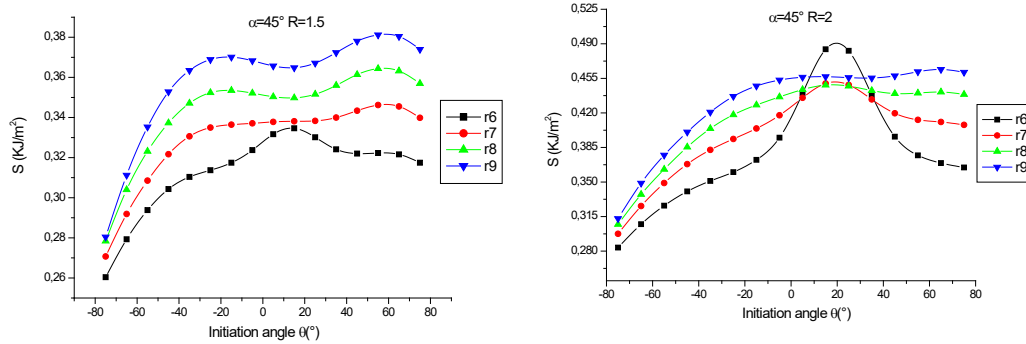 α=45° R=1.5
S (KJ/m²)
0,38
0,36
0,34
0,32
0,30
0,28
0,26
-80 -60 -40 -20 0 20 40 60 80
Initiation angle θ(°)
r6
r7
r8
r9
α=45° R=2
S (KJ/m²)
0,525
0,490
0,455
0,420
0,385
0,350
0,315
0,280
-80 -60 -40 -20 0 20 40 60 80
Initiation angle θ(°)
r6
r7
r8
r9